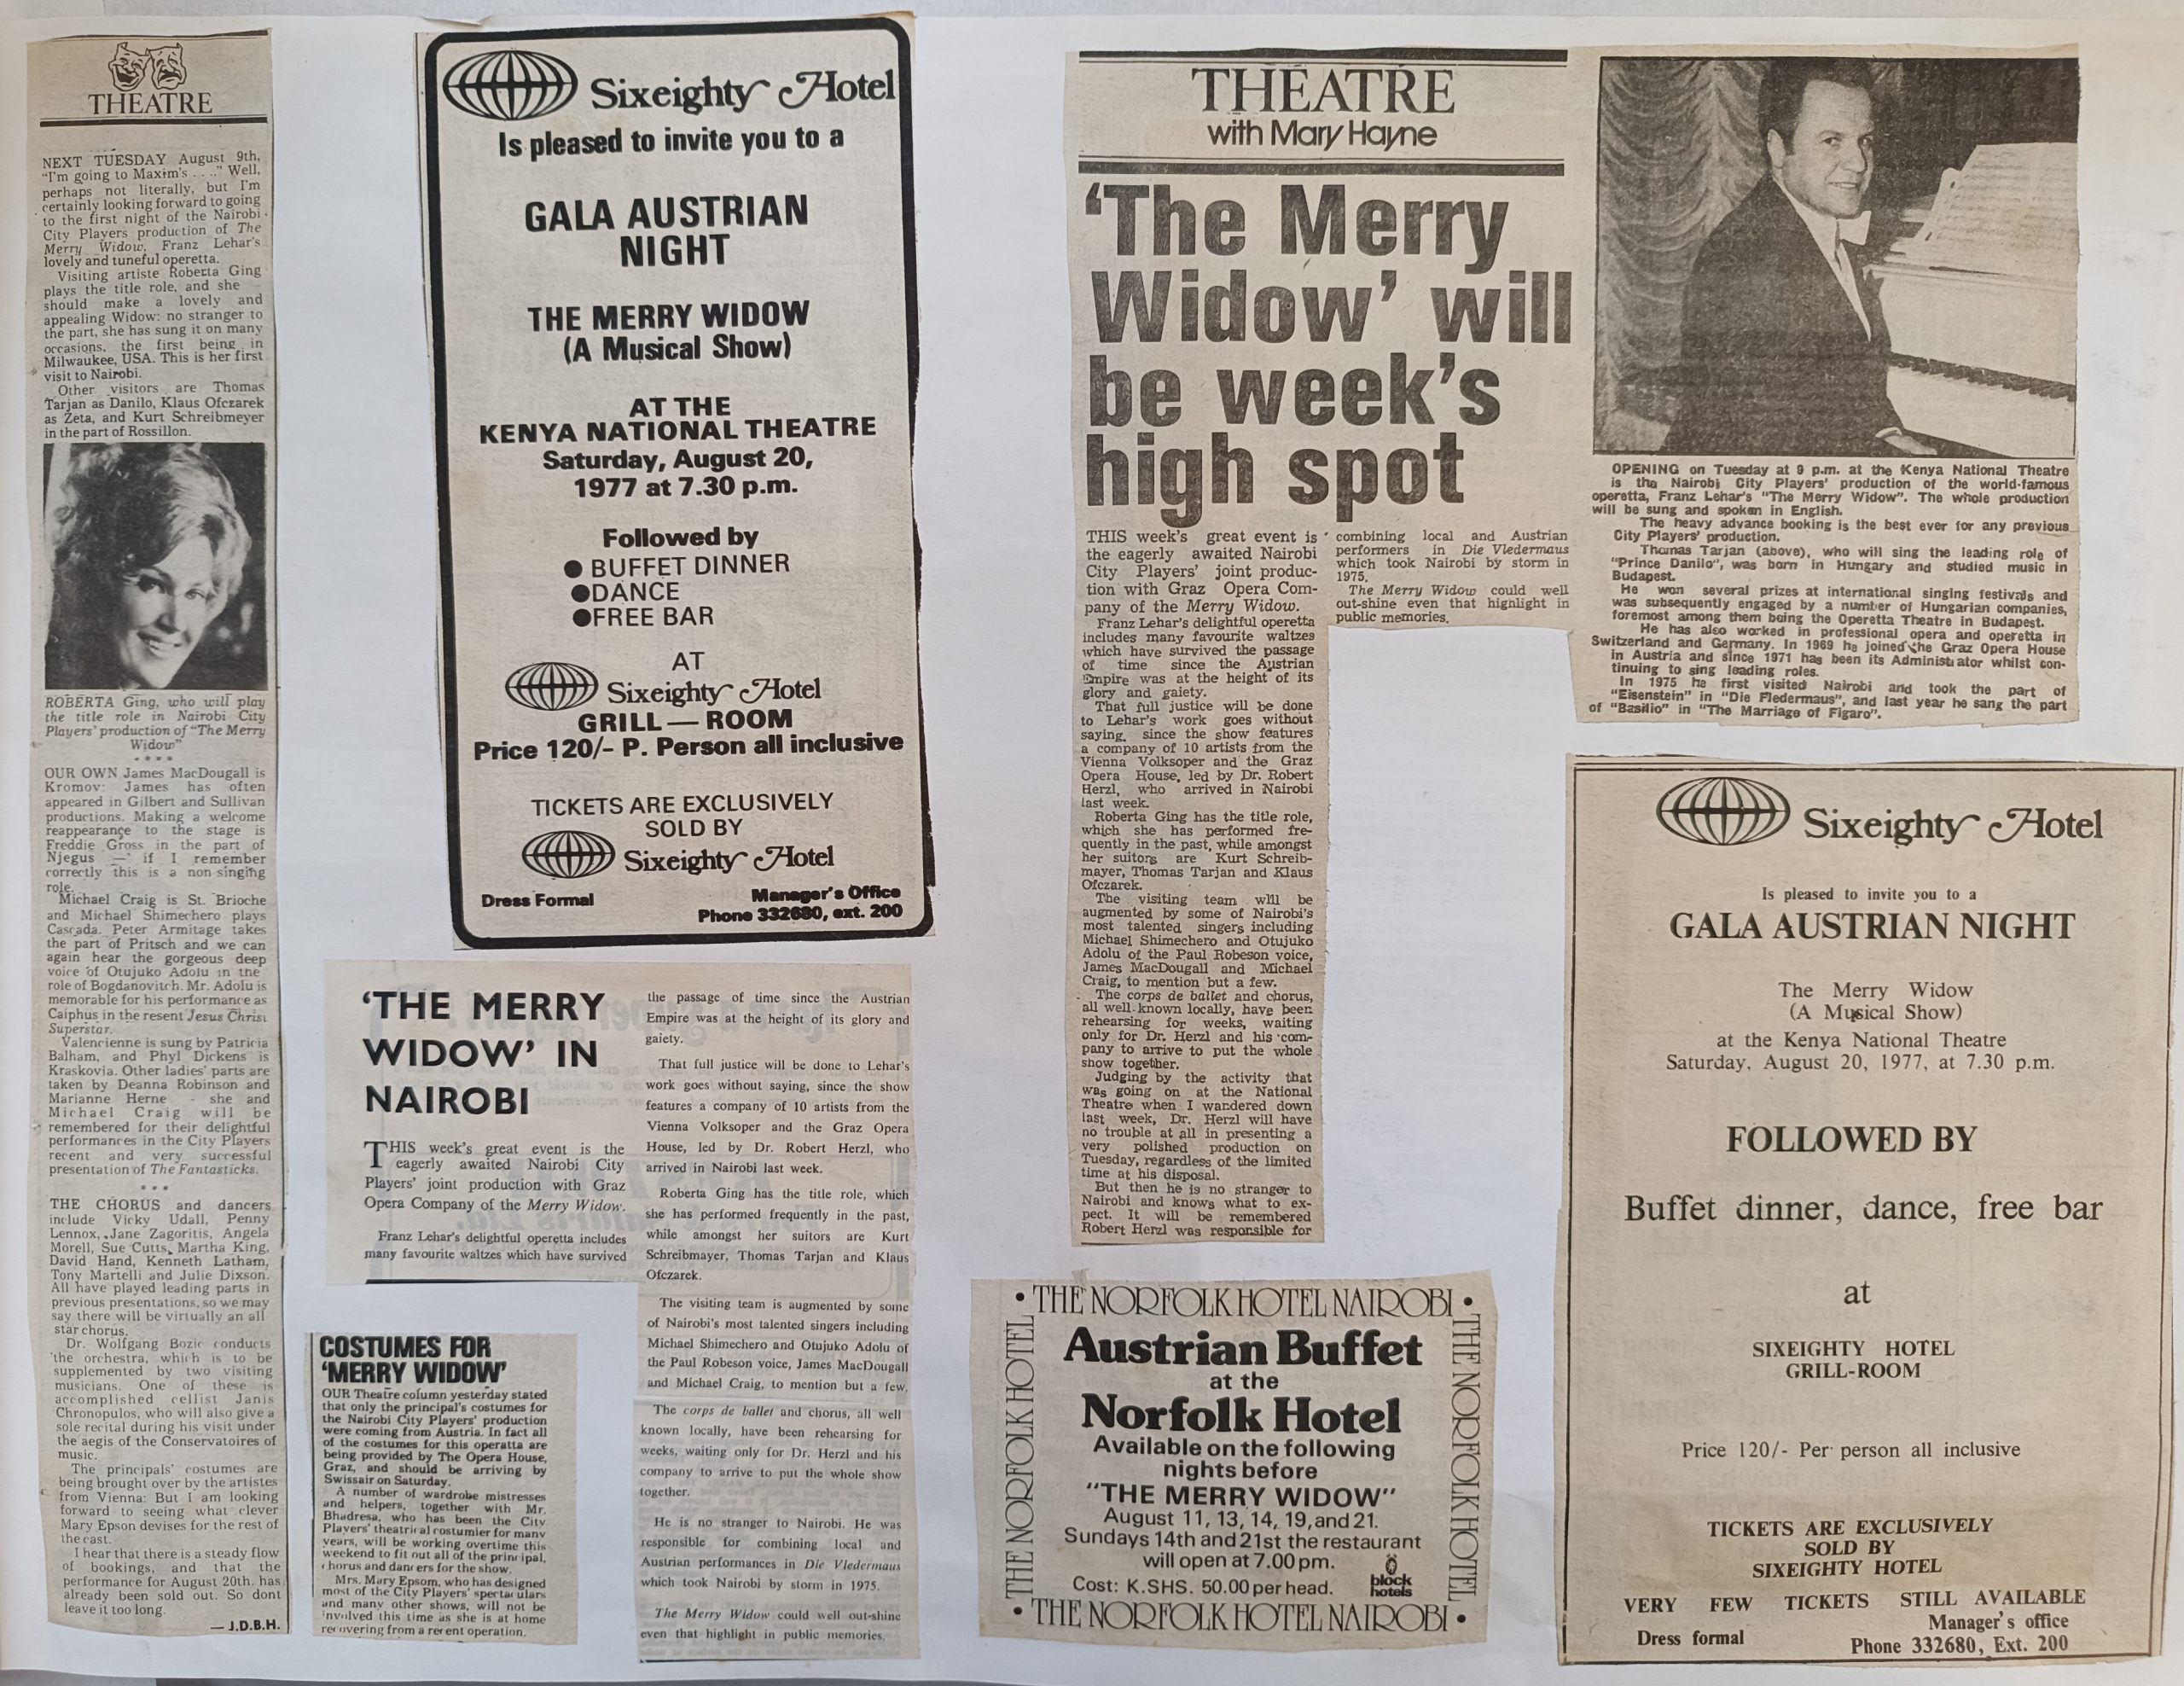 THEATRE
NEXT TUESDAY August 9th,
"I'm going to Maxim's . . ." Well,
perhaps not literally, but I'm
certainly looking forward to going
to the first night of the Nairobi
City Players production of The
Merry Widow, Franz Lehar's
lovely and tuneful operetta.
Visiting artiste Roberta Ging
plays the title role, and she
should make a lovely and
appealing Widow: no stranger to
the part, she has sung it on many
occasions, the first being in
Milwaukee, USA. This is her first
visit to Nairobi.
Other visitors are Thomas
Tarjan as Danilo, Klaus Ofczarek
as Zeta, and Kurt Schreibmeyer
in the part of Rossillon.
ROBERTA Ging, who will play
the title role in Nairobi City
Players' production of "The Merry
Widow"
* * * *
OUR OWN James MacDougall is
Kromov: James has often
appeared in Gilbert and Sullivan
productions. Making a welcome
reappearance to the stage is
Freddie Gross in the part of
Njegus — if I remember
correctly this is a non-singing
role.
Michael Craig is St. Brioche
and Michael Shimechero plays
Cascada. Peter Armitage takes
the part of Pritsch and we can
again hear the gorgeous deep
voice of Otujuko Adolu in the
role of Bogdanovitch. Mr. Adolu is
memorable for his performance as
Caiphus in the resent Jesus Christ
Superstar.
Valencienne is sung by Patricia
Balham, and Phyl Dickens is
Kraskovia. Other ladies' parts are
taken by Deanna Robinson and
Marianne Herne - she and
Michael Craig will be
remembered for their delightful
performances in the City Players
recent and very successful
presentation of The Fantasticks.
* * *
THE CHORUS and dancers
include Vicky Udall, Penny
Lennox, Jane Zagoritis, Angela
Morell, Sue Cutts, Martha King,
David Hand, Kenneth Latham,
Tony Martelli and Julie Dixson.
All have played leading parts in
previous presentations, so we may
say there will be virtually an all
star chorus.
Dr. Wolfgang Bozic conducts
the orchestra, which is to be
supplemented by two visiting
musicians. One of these is
accomplished cellist Janis
Chronopulos, who will also give a
sole recital during his visit under
the aegis of the Conservatoires of
music.
The principals' costumes are
being brought over by the artistes
from Vienna: But I am looking
forward to seeing what clever
Mary Epson devises for the rest of
the cast.
I hear that there is a steady flow
of bookings, and that the
performance for August 20th. has
already been sold out. So dont
leave it too long.
— J.D.B.H.
Sixeighty Hotel
Is pleased to invite you to a
GALA AUSTRIAN
NIGHT
THE MERRY WIDOW
(A Musical Show)
AT THE
KENYA NATIONAL THEATRE
Saturday, August 20,
1977 at 7.30 p.m.
Followed by
● BUFFET DINNER
● DANCE
● FREE BAR
AT
Sixeighty Hotel
GRILL — ROOM
Price 120/- P. Person all inclusive
TICKETS ARE EXCLUSIVELY
SOLD BY
Sixeighty Hotel
Dress Formal
Manager's Office
Phone 332680, ext. 200
'THE MERRY
WIDOW' IN
NAIROBI
THIS week's great event is the
eagerly awaited Nairobi City
Players' joint production with Graz
Opera Company of the Merry Widow.
Franz Lehar's delightful operetta includes
many favourite waltzes which have survived
the passage of time since the Austrian
Empire was at the height of its glory and
gaiety.
That full justice will be done to Lehar's
work goes without saying, since the show
features a company of 10 artists from the
Vienna Volksoper and the Graz Opera
House, led by Dr. Robert Herzl, who
arrived in Nairobi last week.
Roberta Ging has the title role, which
she has performed frequently in the past,
while amongst her suitors are Kurt
Schreibmayer, Thomas Tarjan and Klaus
Ofczarek.
The visiting team is augmented by some
of Nairobi's most talented singers including
Michael Shimechero and Otujuko Adolu of
the Paul Robeson voice, James MacDougall
and Michael Craig, to mention but a few.
The corps de ballet and chorus, all well
known locally, have been rehearsing for
weeks, waiting only for Dr. Herzl and his
company to arrive to put the whole show
together.
He is no stranger to Nairobi. He was
responsible for combining local and
Austrian performances in Die Vledermaus
which took Nairobi by storm in 1975.
The Merry Widow could well out-shine
even that highlight in public memories.
COSTUMES FOR
'MERRY WIDOW'
OUR Theatre column yesterday stated
that only the principal's costumes for
the Nairobi City Players' production
were coming from Austria. In fact all
of the costumes for this operatta are
being provided by The Opera House,
Graz, and should be arriving by
Swissair on Saturday.
A number of wardrobe mistresses
and helpers, together with Mr.
Bhadresa, who has been the City
Players' theatrical costumier for many
years, will be working overtime this
weekend to fit out all of the principal,
chorus and dancers for the show.
Mrs. Mary Epsom, who has designed
most of the City Players' spectaculars
and many other shows, will not be
involved this time as she is at home
recovering from a recent operation.
THEATRE
with Mary Hayne
'The Merry
Widow' will
be week's
high spot
THIS week's great event is
the eagerly awaited Nairobi
City Players' joint produc-
tion with Graz Opera Com-
pany of the Merry Widow.
Franz Lehar's delightful operetta
includes many favourite waltzes
which have survived the passage
of time since the Austrian
Empire was at the height of its
glory and gaiety.
That full justice will be done
to Lehar's work goes without
saying, since the show features
a company of 10 artists from the
Vienna Volksoper and the Graz
Opera House, led by Dr. Robert
Herzl, who arrived in Nairobi
last week.
Roberta Ging has the title role,
which she has performed fre-
quently in the past, while amongst
her suitors are Kurt Schreib-
mayer, Thomas Tarjan and Klaus
Ofczarek.
The visiting team will be
augmented by some of Nairobi's
most talented singers including
Michael Shimechero and Otujuko
Adolu of the Paul Robeson voice,
James MacDougall and Michael
Craig, to mention but a few.
The corps de ballet and chorus,
all well known locally, have been
rehearsing for weeks, waiting
only for Dr. Herzl and his com-
pany to arrive to put the whole
show together.
Judging by the activity that
was going on at the National
Theatre when I wandered down
last week, Dr. Herzl will have
no trouble at all in presenting a
very polished production on
Tuesday, regardless of the limited
time at his disposal.
But then he is no stranger to
Nairobi and knows what to ex-
pect. It will be remembered
Robert Herzl was responsible for
combining local and Austrian
performers in Die Vledermaus
which took Nairobi by storm in
1975.
The Merry Widow could well
out-shine even that highlight in
public memories.
OPENING on Tuesday at 9 p.m. at the Kenya National Theatre
is the Nairobi City Players' production of the world-famous
operetta, Franz Lehar's "The Merry Widow". The whole production
will be sung and spoken in English.
The heavy advance booking is the best ever for any previous
City Players' production.
Thomas Tarjan (above), who will sing the leading role of
"Prince Danilo", was born in Hungary and studied music in
Budapest.
He won several prizes at international singing festivals and
was subsequently engaged by a number of Hungarian companies,
foremost among them being the Operetta Theatre in Budapest.
He has also worked in professional opera and operetta in
Switzerland and Germany. In 1969 he joined the Graz Opera House
in Austria and since 1971 has been its Administrator whilst con-
tinuing to sing leading roles.
In 1975 he first visited Nairobi and took the part of
"Eisenstein" in "Die Fledermaus", and last year he sang the part
of "Basilio" in "The Marriage of Figaro".
• THE NORFOLK HOTEL NAIROBI •
THE NORFOLK HOTEL
THE NORFOLK HOTEL
Austrian Buffet
at the
Norfolk Hotel
Available on the following
nights before
"THE MERRY WIDOW"
August 11, 13, 14, 19, and 21.
Sundays 14th and 21st the restaurant
will open at 7.00 pm.
Cost: K.SHS. 50.00 per head.
block
hotels
• THE NORFOLK HOTEL NAIROBI •
Sixeighty Hotel
Is pleased to invite you to a
GALA AUSTRIAN NIGHT
The Merry Widow
(A Musical Show)
at the Kenya National Theatre
Saturday, August 20, 1977, at 7.30 p.m.
FOLLOWED BY
Buffet dinner, dance, free bar
at
SIXEIGHTY HOTEL
GRILL-ROOM
Price 120/- Per person all inclusive
TICKETS ARE EXCLUSIVELY
SOLD BY
SIXEIGHTY HOTEL
VERY FEW TICKETS STILL AVAILABLE
Manager's office
Dress formal
Phone 332680, Ext. 200